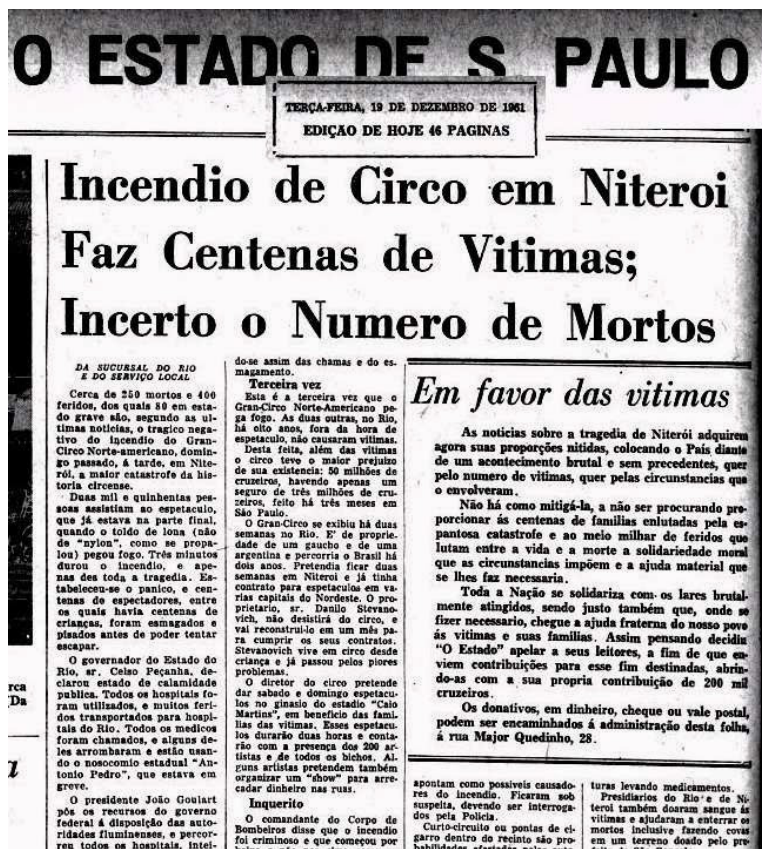 O ESTADO DE S. PAULO
TERÇA-FEIRA, 19 DE DEZEMBRO DE 1961
EDIÇÃO DE HOJE 46 PAGINAS
Incendio de Circo em Niteroi
Faz Centenas de Vitimas;
Incerto o Numero de Mortos
DA SUCURSAL DO RIO
E DO SERVIÇO LOCAL
Cerca de 250 mortos e 400
feridos, dos quais 80 em esta-
do grave são, segundo as ul-
timas noticias, o tragico nega-
tivo do incendio do Gran-
Circo Norte-americano, domin-
go passado, á tarde, em Nite-
rói, a maior catastrofe da his-
toria circense.
Duas mil e quinhentas pes-
soas assistiam ao espetaculo,
que já estava na parte final,
quando o toldo de lona (não
de "nylon", como se propa-
lou) pegou fogo. Três minutos
durou o incendio, e ape-
nas des toda a tragedia. Es-
tabeleceu-se o panico, e cen-
tenas de espectadores, entre
os quais havia centenas de
crianças, foram esmagados e
pisados antes de poder tentar
escapar.
O governador do Estado do
Rio, sr. Celso Peçanha, de-
clarou estado de calamidade
publica. Todos os hospitais fo-
ram utilizados, e muitos feri-
dos transportados para hospi-
tais do Rio. Todos os medicos
foram chamados, e alguns de-
les arrombaram e estão usan-
do o nosocomio estadual "An-
tonio Pedro", que estava em
greve.
O presidente João Goulart
pôs os recursos do governo
federal á disposição das auto-
ridades fluminenses, e percor-
reu todos os hospitais, intei-
do-se assim das chamas e do es-
magamento.
Terceira vez
Esta é a terceira vez que o
Gran-Circo Norte-Americano pe-
ga fogo. As duas outras, no Rio,
há oito anos, fora da hora de
espetaculo, não causaram vitimas.
Desta feita, além das vitimas
o circo teve o maior prejuizo
de sua existencia: 50 milhões de
cruzeiros, havendo apenas um
seguro de três milhões de cru-
zeiros, feito há três meses em
São Paulo.
O Gran-Circo se exibiu há duas
semanas no Rio. E' de proprie-
dade de um gaucho e de uma
argentina e percorria o Brasil há
dois anos. Pretendia ficar duas
semanas em Niteroi e já tinha
contrato para espetaculos em va-
rias capitais do Nordeste. O pro-
prietario, sr. Danilo Stevano-
vich, não desistirá do circo, e
vai reconstrui-lo em um mês pa-
ra cumprir os seus contratos.
Stevanovich vive em circo desde
criança e já passou pelos piores
problemas.
O diretor do circo pretende
dar sabado e domingo espetacu-
los no ginasio do estadio "Caio
Martins", em beneficio das fami-
lias das vitimas. Esses espetacu-
los durarão duas horas e conta-
rão com a presença dos 200 ar-
tistas e de todos os bichos. Al-
guns artistas pretendem também
organizar um "show" para arre-
cadar dinheiro nas ruas.
Inquerito
O comandante do Corpo de
Bombeiros disse que o incendio
foi criminoso e que começou por
Em favor das vitimas
As noticias sobre a tragedia de Niterói adquirem
agora suas proporções nitidas, colocando o País diante
de um acontecimento brutal e sem precedentes, quer
pelo numero de vitimas, quer pelas circunstancias que
o envolveram.
Não há como mitigá-la, a não ser procurando pro-
porcionar ás centenas de familias enlutadas pela es-
pantosa catastrofe e ao meio milhar de feridos que
lutam entre a vida e a morte a solidariedade moral
que as circunstancias impõem e a ajuda material que
se lhes faz necessaria.
Toda a Nação se solidariza com os lares brutal-
mente atingidos, sendo justo também que, onde se
fizer necessario, chegue a ajuda fraterna do nosso povo
ás vitimas e suas familias. Assim pensando decidiu
"O Estado" apelar a seus leitores, a fim de que en-
viem contribuições para esse fim destinadas, abrin-
do-as com a sua propria contribuição de 200 mil
cruzeiros.
Os donativos, em dinheiro, cheque ou vale postal,
podem ser encaminhados á administração desta folha,
á rua Major Quedinho, 28.
apontam como possiveis causado-
res do incendio. Ficaram sob
suspeita, devendo ser interroga-
dos pela Policia.
Curto-circuito ou pontas de ci-
garro dentro do recinto são pro-
turas levando medicamentos.
Presidiarios do Rio e de Ni-
terol também doaram sangue ás
vitimas e ajudaram a enterrar os
mortos inclusive fazendo covas
em um terreno doado pelo pre-
rca
Da